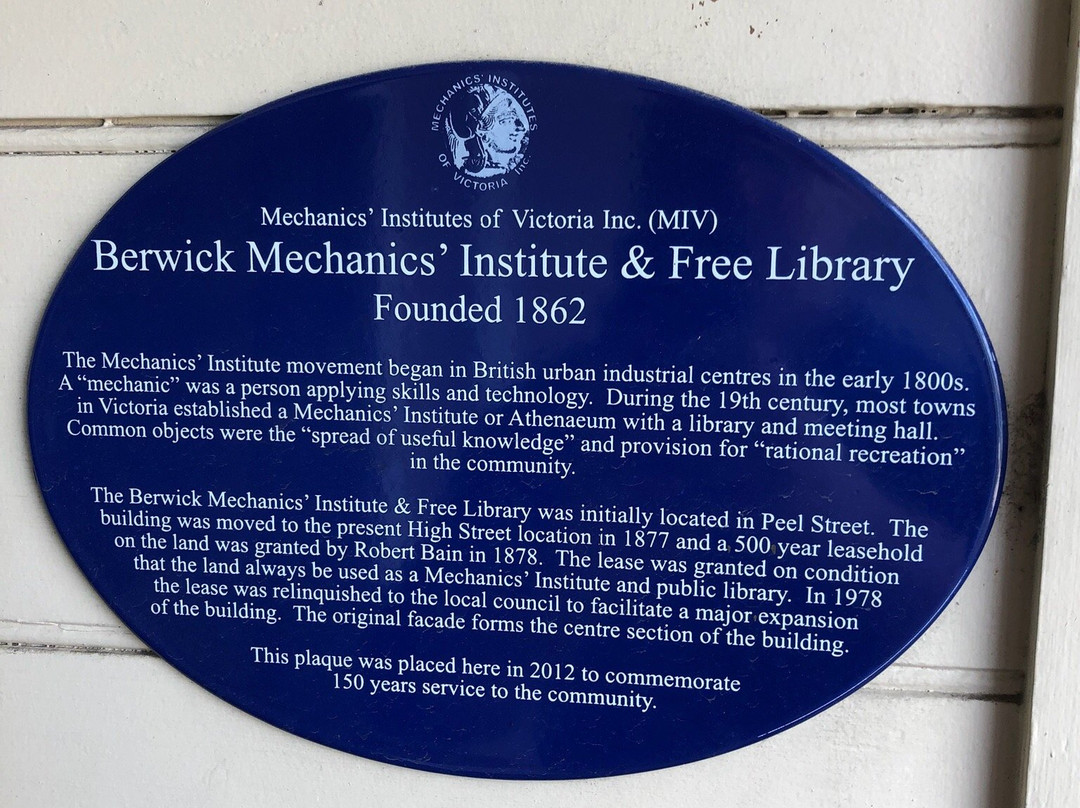 MECHANICS' INSTITUTES
OF VICTORIA Inc.
Mechanics' Institutes of Victoria Inc. (MIV)
Berwick Mechanics' Institute & Free Library
Founded 1862
The Mechanics' Institute movement began in British urban industrial centres in the early 1800s.
A "mechanic" was a person applying skills and technology. During the 19th century, most towns
in Victoria established a Mechanics' Institute or Athenaeum with a library and meeting hall.
Common objects were the "spread of useful knowledge" and provision for "rational recreation"
in the community.
The Berwick Mechanics' Institute & Free Library was initially located in Peel Street. The
building was moved to the present High Street location in 1877 and a 500 year leasehold
on the land was granted by Robert Bain in 1878. The lease was granted on condition
that the land always be used as a Mechanics' Institute and public library. In 1978
the lease was relinquished to the local council to facilitate a major expansion
of the building. The original facade forms the centre section of the building.
This plaque was placed here in 2012 to commemorate
150 years service to the community.